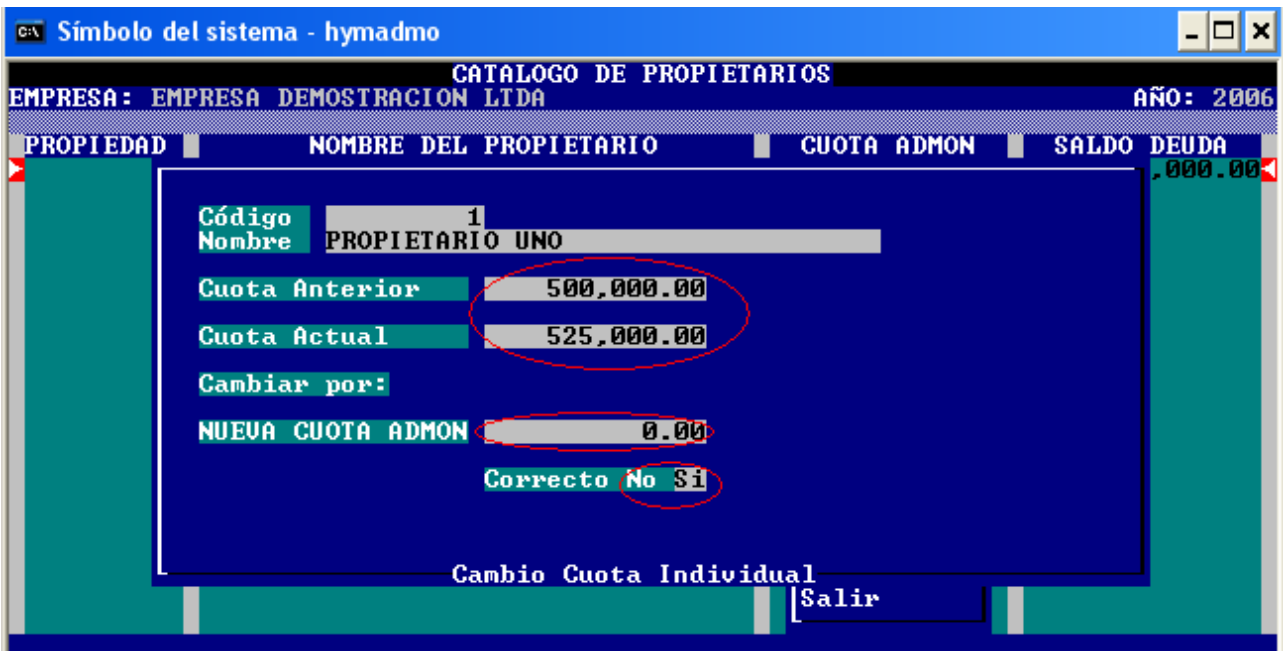 Símbolo del sistema - hymadmo
CATALOGO DE PROPIETARIOS
EMPRESA: EMPRESA DEMOSTRACION LTDA AÑO: 2006
PROPIEDAD NOMBRE DEL PROPIETARIO CUOTA ADMON SALDO DEUDA
,000.00
Código 1
Nombre PROPIETARIO UNO
Cuota Anterior 500,000.00
Cuota Actual 525,000.00
Cambiar por:
NUEVA CUOTA ADMON 0.00
Correcto No Si
Cambio Cuota Individual
Salir